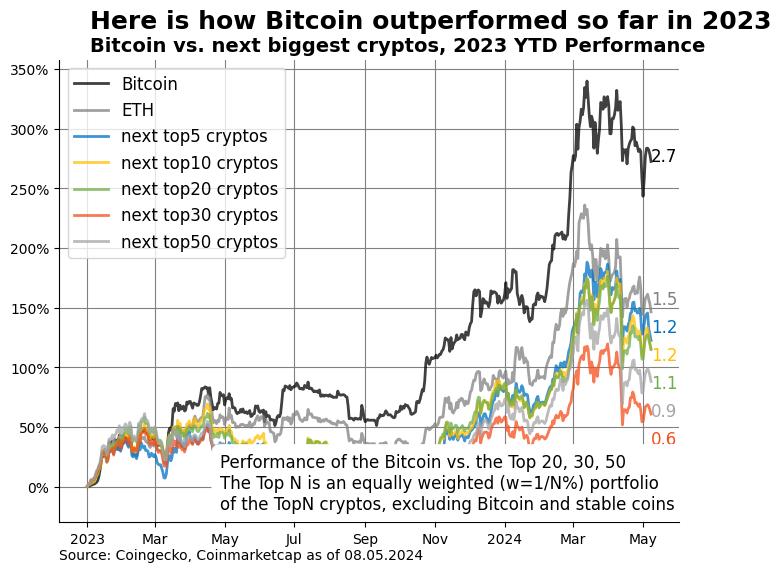 Here is how Bitcoin outperformed so far in 2023
Bitcoin vs. next biggest cryptos, 2023 YTD Performance
350%
300%
250%
200%
150%
100%
50%
0%
Bitcoin
ETH
next top5 cryptos
next top10 cryptos
next top20 cryptos
next top30 cryptos
next top50 cryptos
2.7
1.5
1.2
1.2
1.1
0.9
0.6
Performance of the Bitcoin vs. the Top 20, 30, 50
The Top N is an equally weighted (w=1/N%) portfolio
of the TopN cryptos, excluding Bitcoin and stable coins
2023 Mar May Jul Sep Nov 2024 Mar May
Source: Coingecko, Coinmarketcap as of 08.05.2024